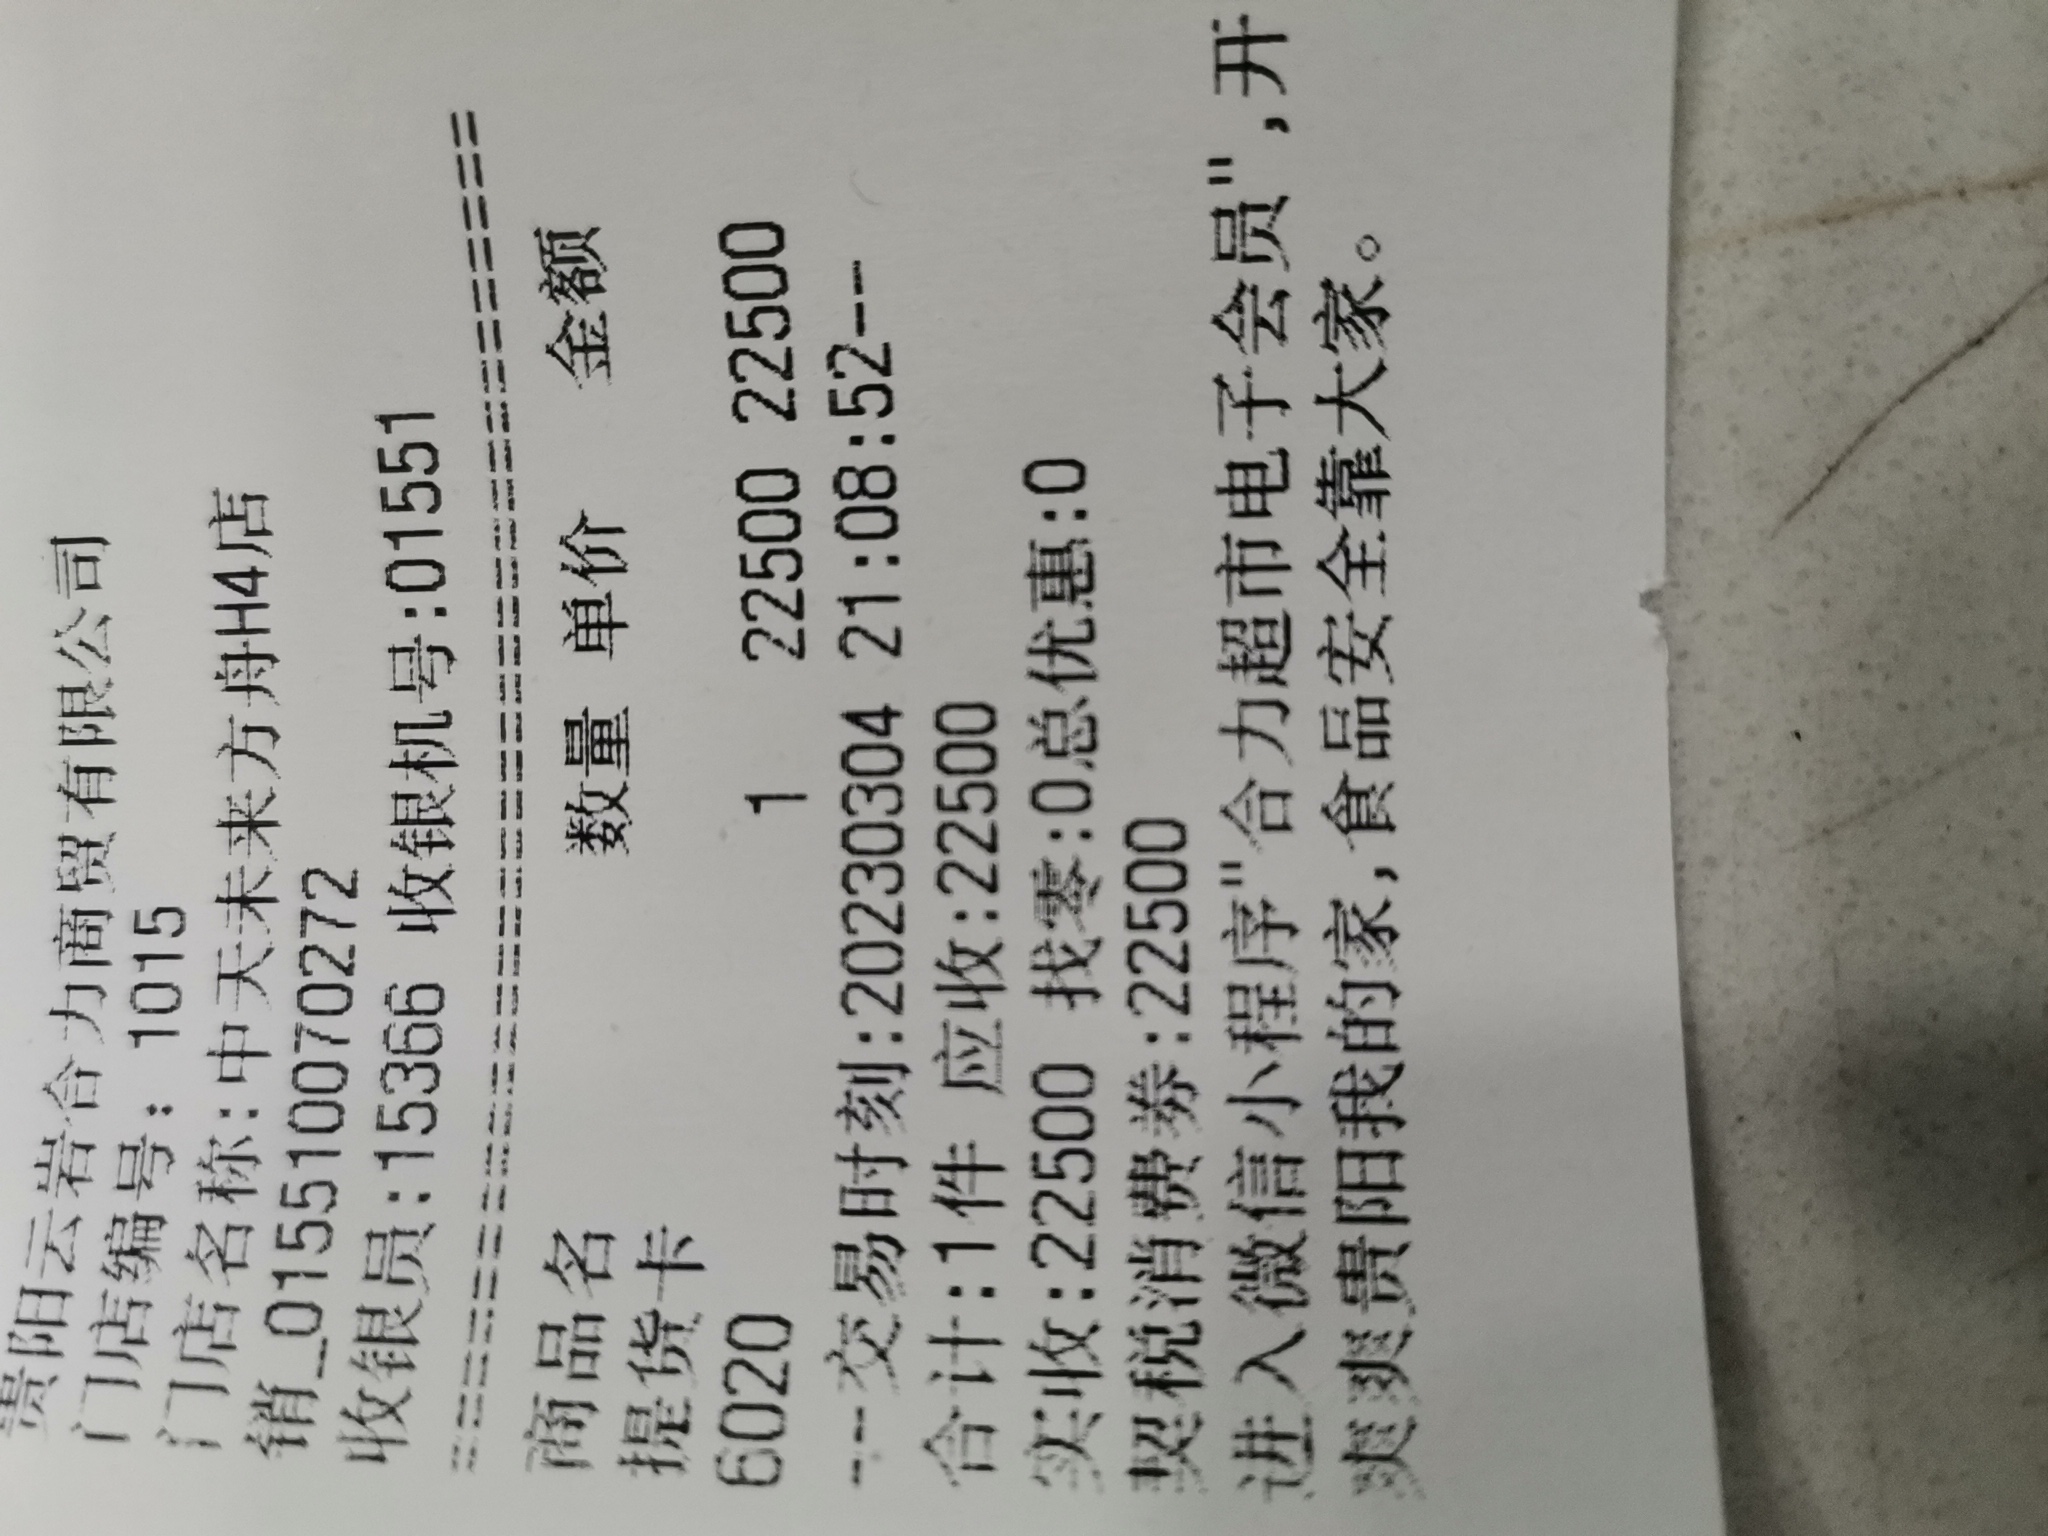 贵阳云岩合力商贸有限公司
门店编号: 1015
门店名称:中天未来方舟H4店
销_01551007​0272
收银员:15366 收银机号:01551
================================
商品名 数量 单价 金额
提货卡
6020 1 22500 22500
---交易时刻:20230304 21:08:52--
合计:1件 应收:22500
实收:22500 找零:0总优惠:0
契税消费券:22500
进入微信小程序"合力超市电子会员",开
爽爽贵阳我的家,食品安全靠大家。